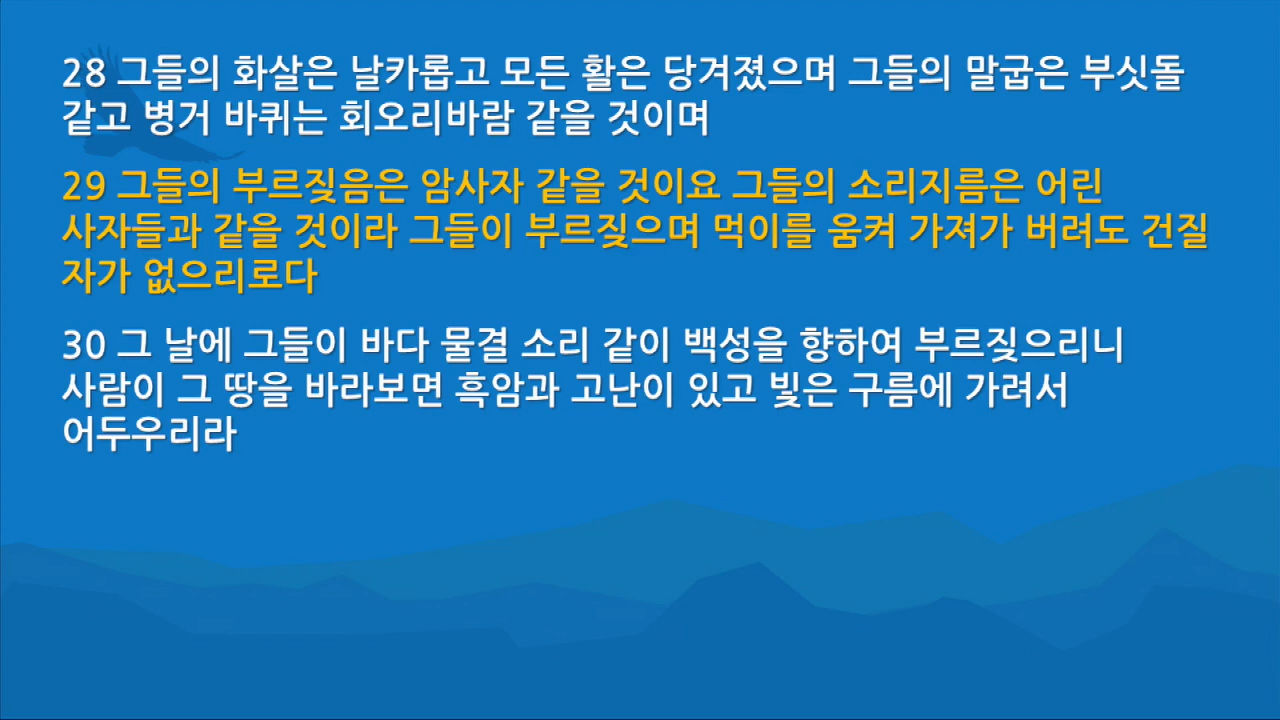 28 그들의 화살은 날카롭고 모든 활은 당겨졌으며 그들의 말굽은 부싯돌
같고 병거 바퀴는 회오리바람 같을 것이며
29 그들의 부르짖음은 암사자 같을 것이요 그들의 소리지름은 어린
사자들과 같을 것이라 그들이 부르짖으며 먹이를 움켜 가져가 버려도 건질
자가 없으리로다
30 그 날에 그들이 바다 물결 소리 같이 백성을 향하여 부르짖으리니
사람이 그 땅을 바라보면 흑암과 고난이 있고 빛은 구름에 가려서
어두우리라